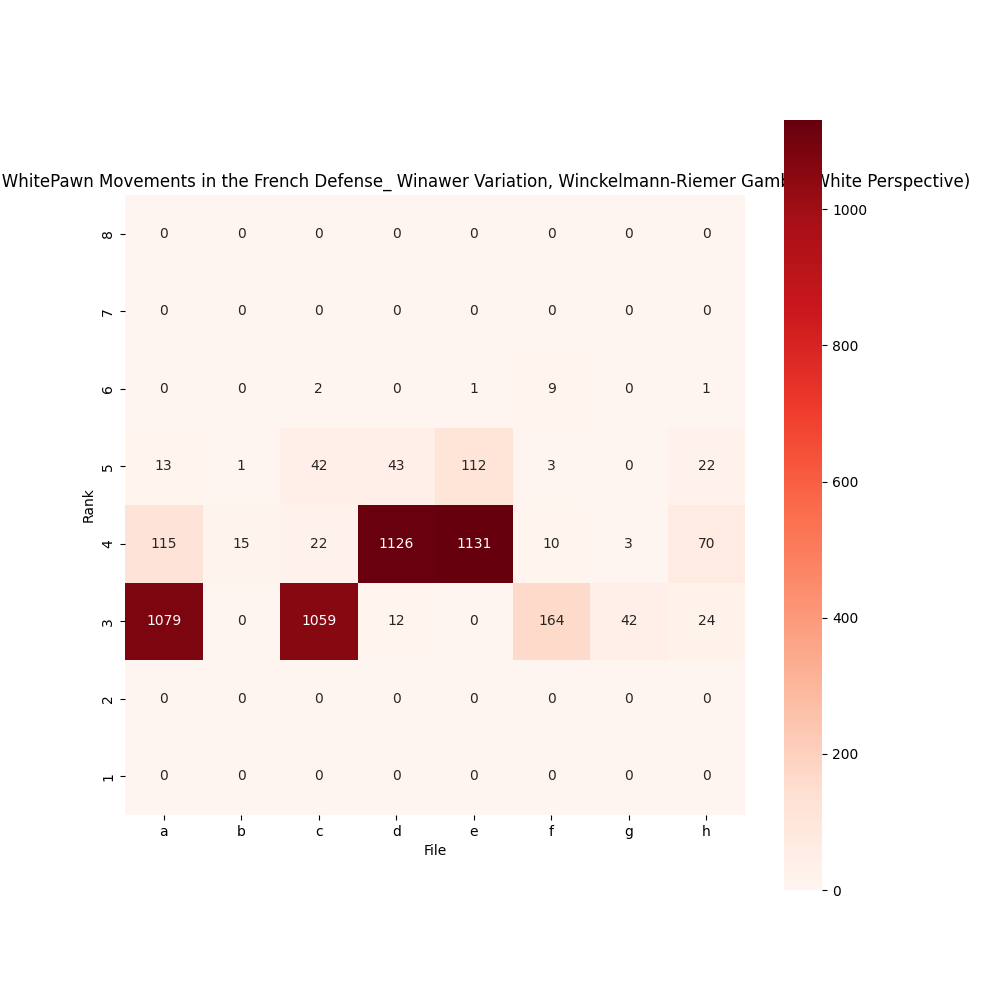 WhitePawn Movements in the French Defense_ Winawer Variation, Winckelmann-Riemer Gamb White Perspective)
1000
8 0 0 0 0 0 0 0 0
7 0 0 0 0 0 0 0 0
800
6 0 0 2 0 1 9 0 1
5 13 1 42 43 112 3 0 22
600
Rank
4 115 15 22 1126 1131 10 3 70
400
3 1079 0 1059 12 0 164 42 24
2 0 0 0 0 0 0 0 0
200
1 0 0 0 0 0 0 0 0
a b c d e f g h
File
0